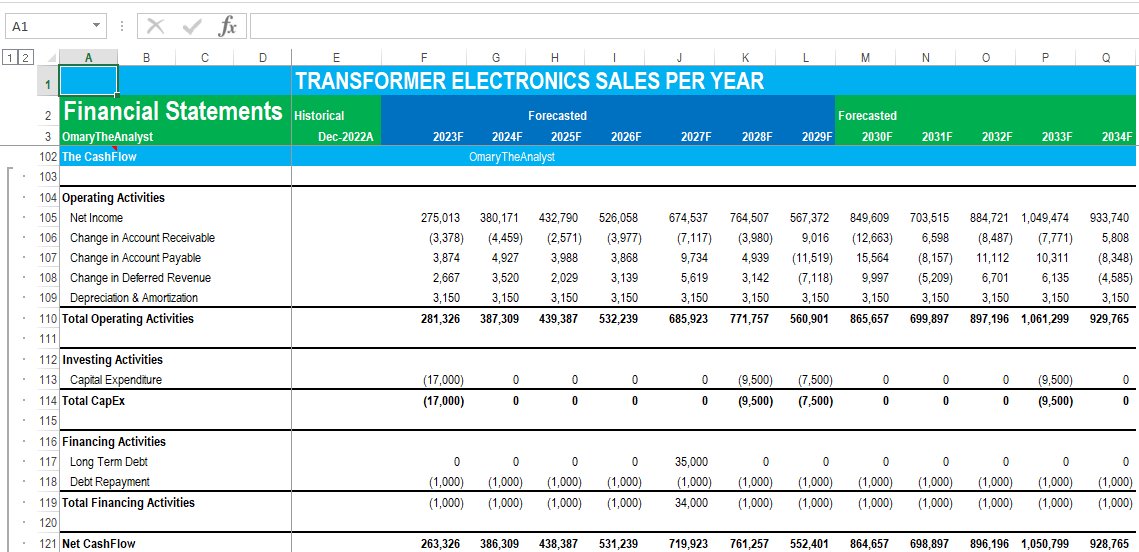 A1 fx
1 2 A B C D E F G H I J K L M N O P Q
1 TRANSFORMER ELECTRONICS SALES PER YEAR
2 Financial Statements Historical Forecasted Forecasted
3 OmaryTheAnalyst Dec-2022A 2023F 2024F 2025F 2026F 2027F 2028F 2029F 2030F 2031F 2032F 2033F 2034F
102 The CashFlow OmaryTheAnalyst
103
104 Operating Activities
105 Net Income 275,013 380,171 432,790 526,058 674,537 764,507 567,372 849,609 703,515 884,721 1,049,474 933,740
106 Change in Account Receivable (3,378) (4,459) (2,571) (3,977) (7,117) (3,980) 9,016 (12,663) 6,598 (8,487) (7,771) 5,808
107 Change in Account Payable 3,874 4,927 3,988 3,868 9,734 4,939 (11,519) 15,564 (8,157) 11,112 10,311 (8,348)
108 Change in Deferred Revenue 2,667 3,520 2,029 3,139 5,619 3,142 (7,118) 9,997 (5,209) 6,701 6,135 (4,585)
109 Depreciation & Amortization 3,150 3,150 3,150 3,150 3,150 3,150 3,150 3,150 3,150 3,150 3,150 3,150
110 Total Operating Activities 281,326 387,309 439,387 532,239 685,923 771,757 560,901 865,657 699,897 897,196 1,061,299 929,765
111
112 Investing Activities
113 Capital Expenditure (17,000) 0 0 0 0 (9,500) (7,500) 0 0 0 (9,500) 0
114 Total CapEx (17,000) 0 0 0 0 (9,500) (7,500) 0 0 0 (9,500) 0
115
116 Financing Activities
117 Long Term Debt 0 0 0 0 35,000 0 0 0 0 0 0 0
118 Debt Repayment (1,000) (1,000) (1,000) (1,000) (1,000) (1,000) (1,000) (1,000) (1,000) (1,000) (1,000) (1,000)
119 Total Financing Activities (1,000) (1,000) (1,000) (1,000) 34,000 (1,000) (1,000) (1,000) (1,000) (1,000) (1,000) (1,000)
120
121 Net CashFlow 263,326 386,309 438,387 531,239 719,923 761,257 552,401 864,657 698,897 896,196 1,050,799 928,765